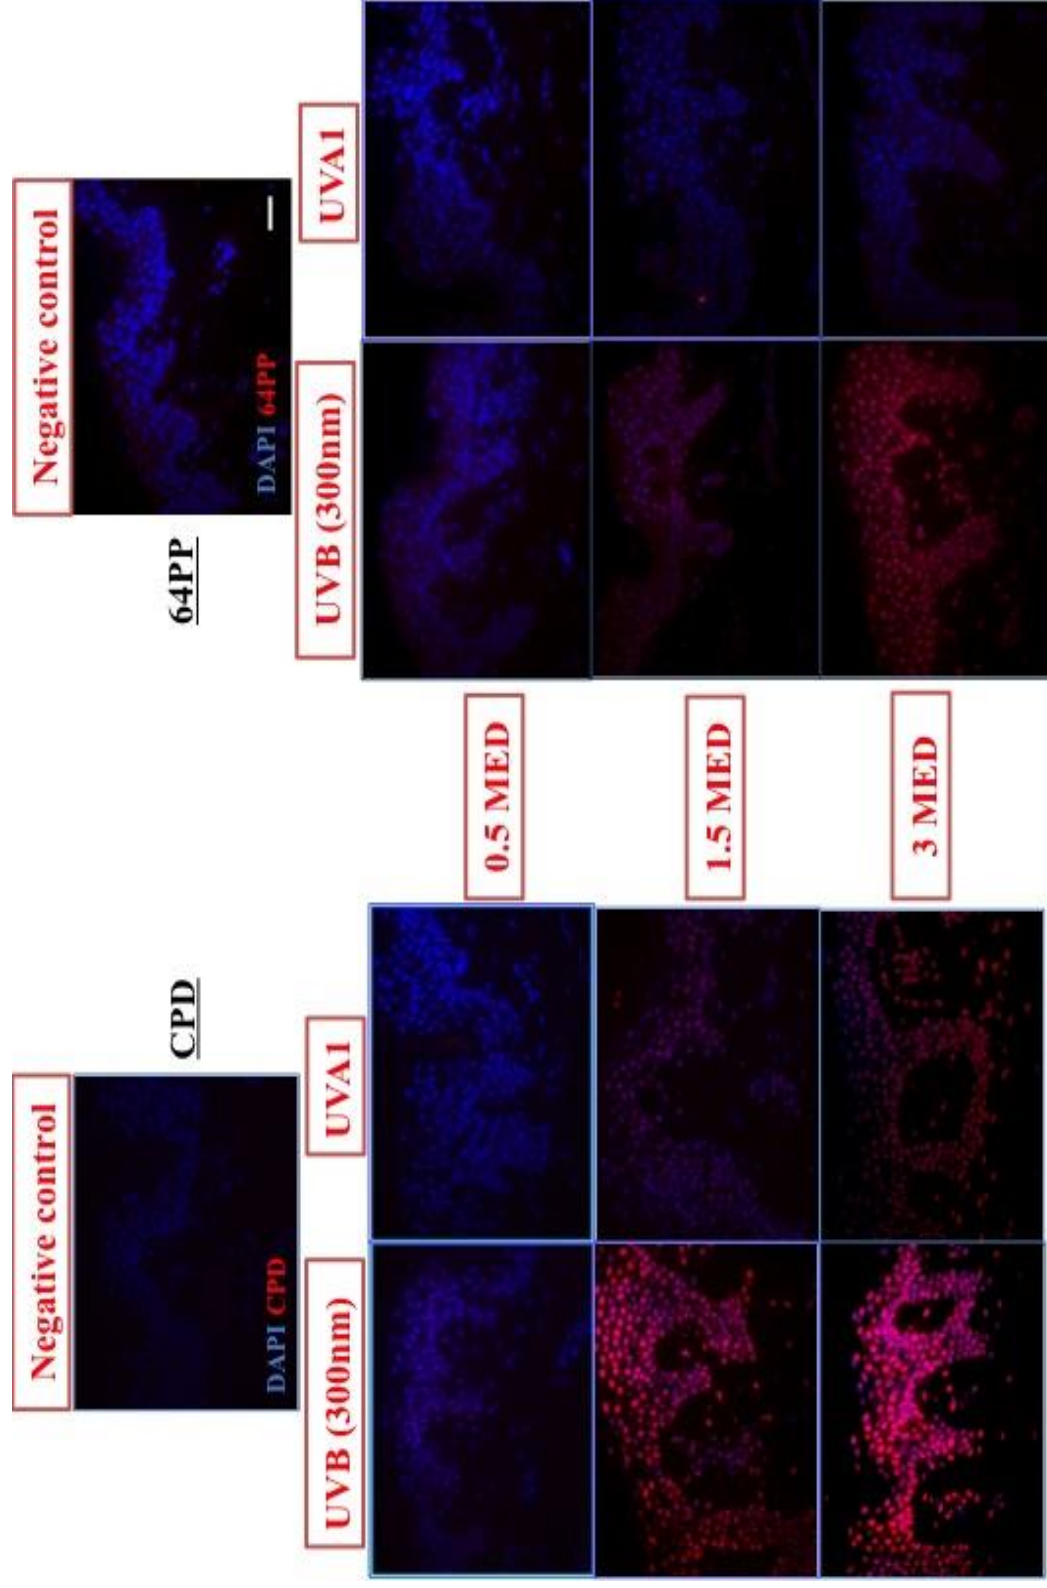 Negative control
CPD
DAPI CPD
UVB (300nm)
UVA1
Negative control
64PP
DAPI 64PP
UVB (300nm)
UVA1
0.5 MED
1.5 MED
3 MED